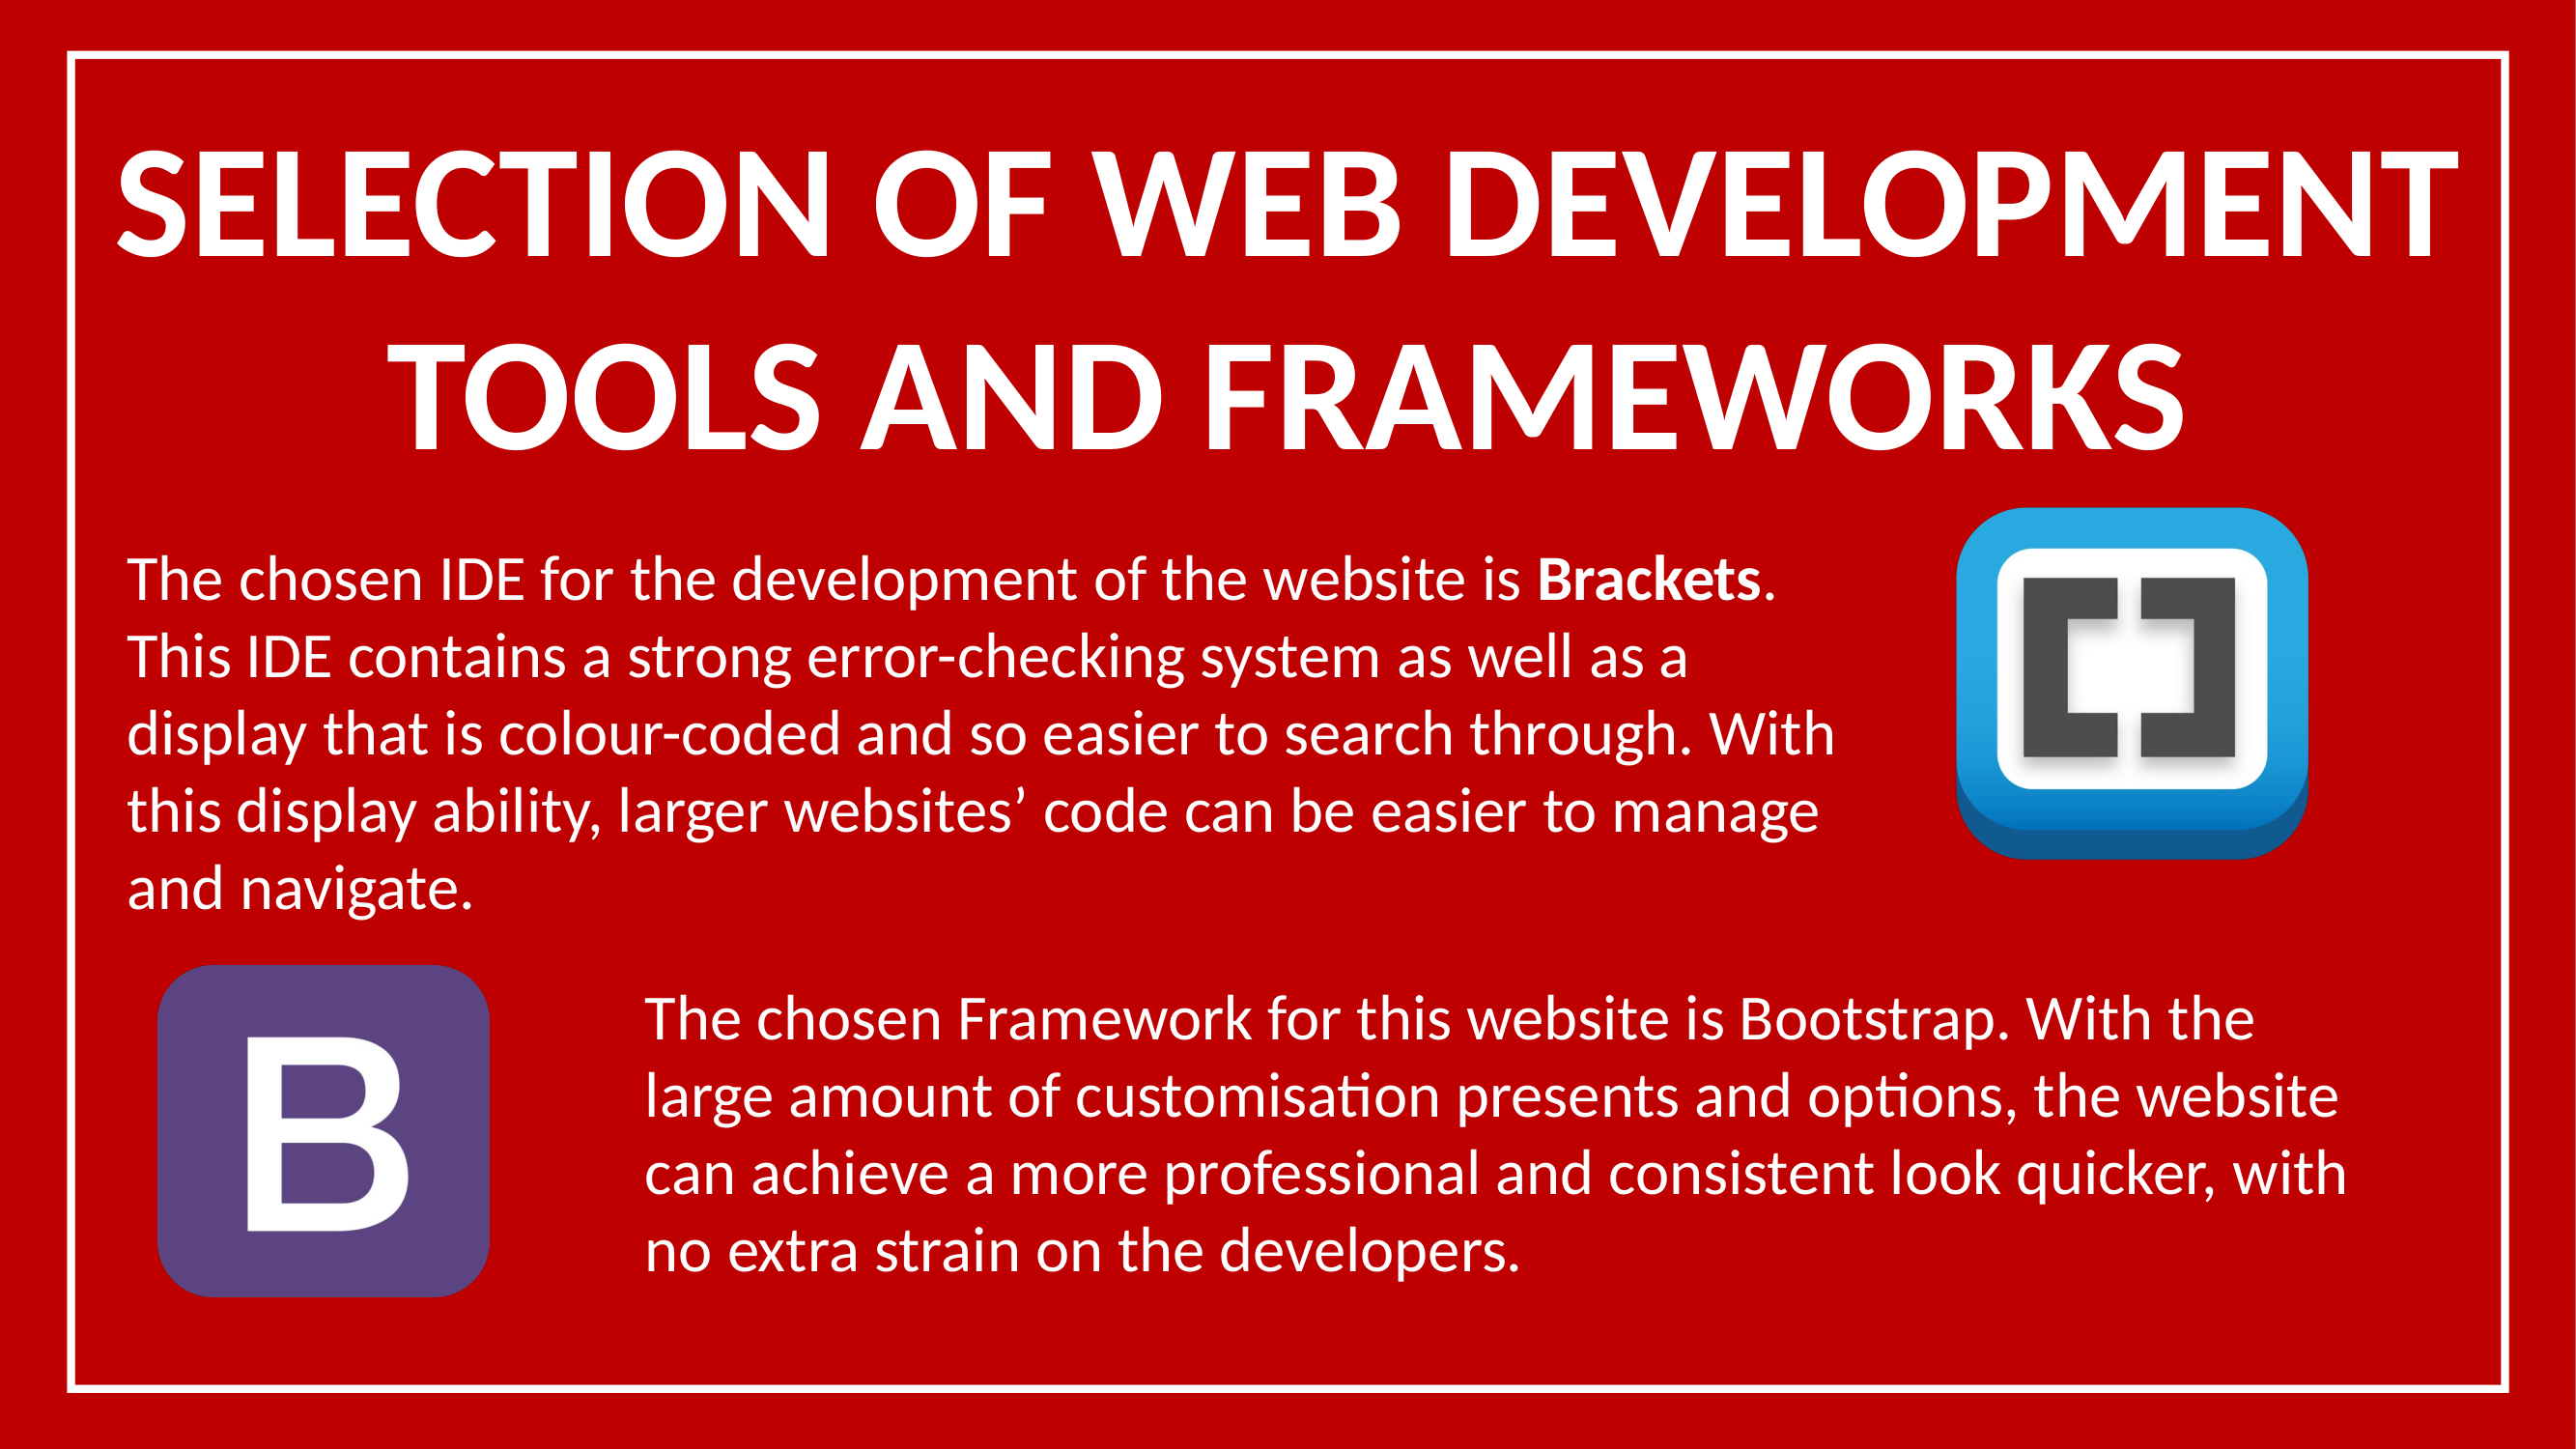 SELECTION OF WEB DEVELOPMENT
TOOLS AND FRAMEWORKS
The chosen IDE for the development of the website is Brackets.
This IDE contains a strong error-checking system as well as a
display that is colour-coded and so easier to search through. With
this display ability, larger websites’ code can be easier to manage
and navigate.
B
The chosen Framework for this website is Bootstrap. With the
large amount of customisation presents and options, the website
can achieve a more professional and consistent look quicker, with
no extra strain on the developers.